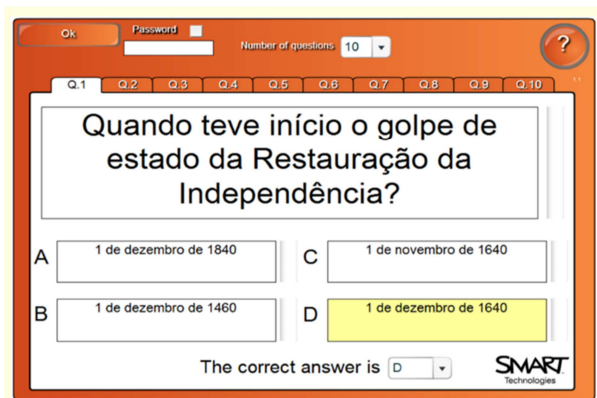 Ok
Password
Number of questions 10
?
Q.1 Q.2 Q.3 Q.4 Q.5 Q.6 Q.7 Q.8 Q.9 Q.10
1.1
Quando teve início o golpe de
estado da Restauração da
Independência?
A 1 de dezembro de 1840
C 1 de novembro de 1640
B 1 de dezembro de 1460
D 1 de dezembro de 1640
The correct answer is D
SMART
Technologies